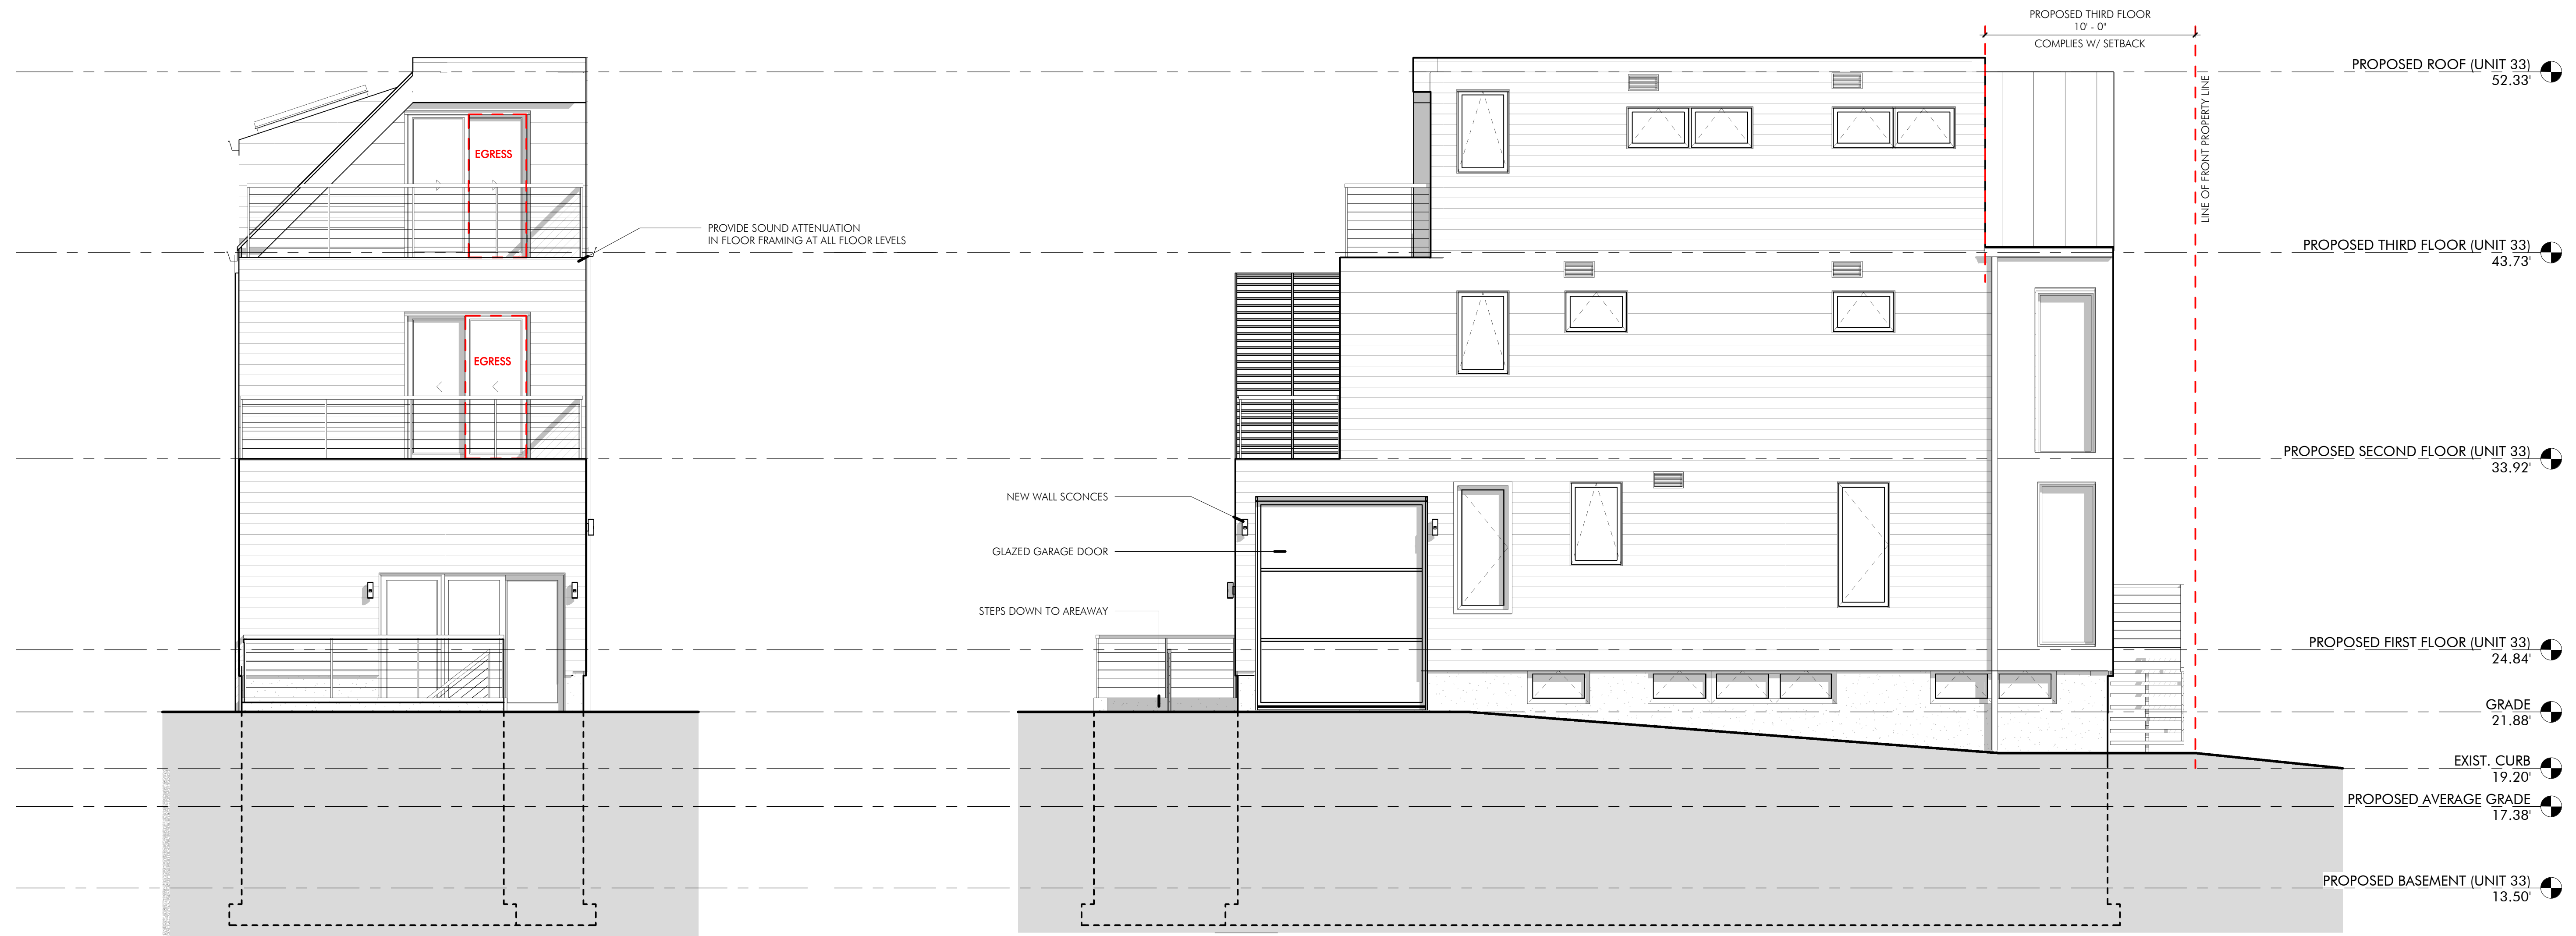 PROPOSED THIRD FLOOR
10' - 0"
COMPLIES W/ SETBACK
LINE OF FRONT PROPERTY LINE
PROPOSED ROOF (UNIT 33)
52.33'
EGRESS
PROVIDE SOUND ATTENUATION
IN FLOOR FRAMING AT ALL FLOOR LEVELS
PROPOSED THIRD FLOOR (UNIT 33)
43.73'
EGRESS
PROPOSED SECOND FLOOR (UNIT 33)
33.92'
NEW WALL SCONCES
GLAZED GARAGE DOOR
STEPS DOWN TO AREAWAY
PROPOSED FIRST FLOOR (UNIT 33)
24.84'
GRADE
21.88'
EXIST. CURB
19.20'
PROPOSED AVERAGE GRADE
17.38'
PROPOSED BASEMENT (UNIT 33)
13.50'